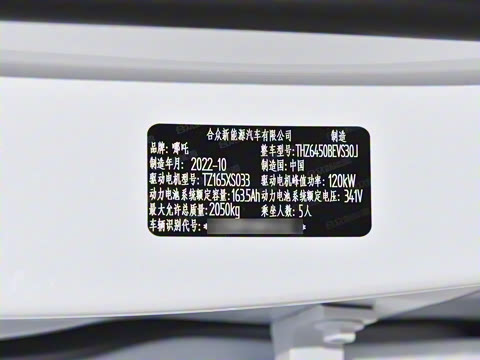 合众新能源汽车有限公司 制造
品牌: 哪吒 整车型号:THZ6450BEVS30J
制造年月: 2022-10 制造国:中国
驱动电机型号:TZ165XS033 驱动电机峰值功率: 120kW
动力电池系统额定容量:163.5Ah 动力电池系统额定电压: 341V
最大允许总质量:2050kg 乘坐人数: 5人
车辆识别代号: * *